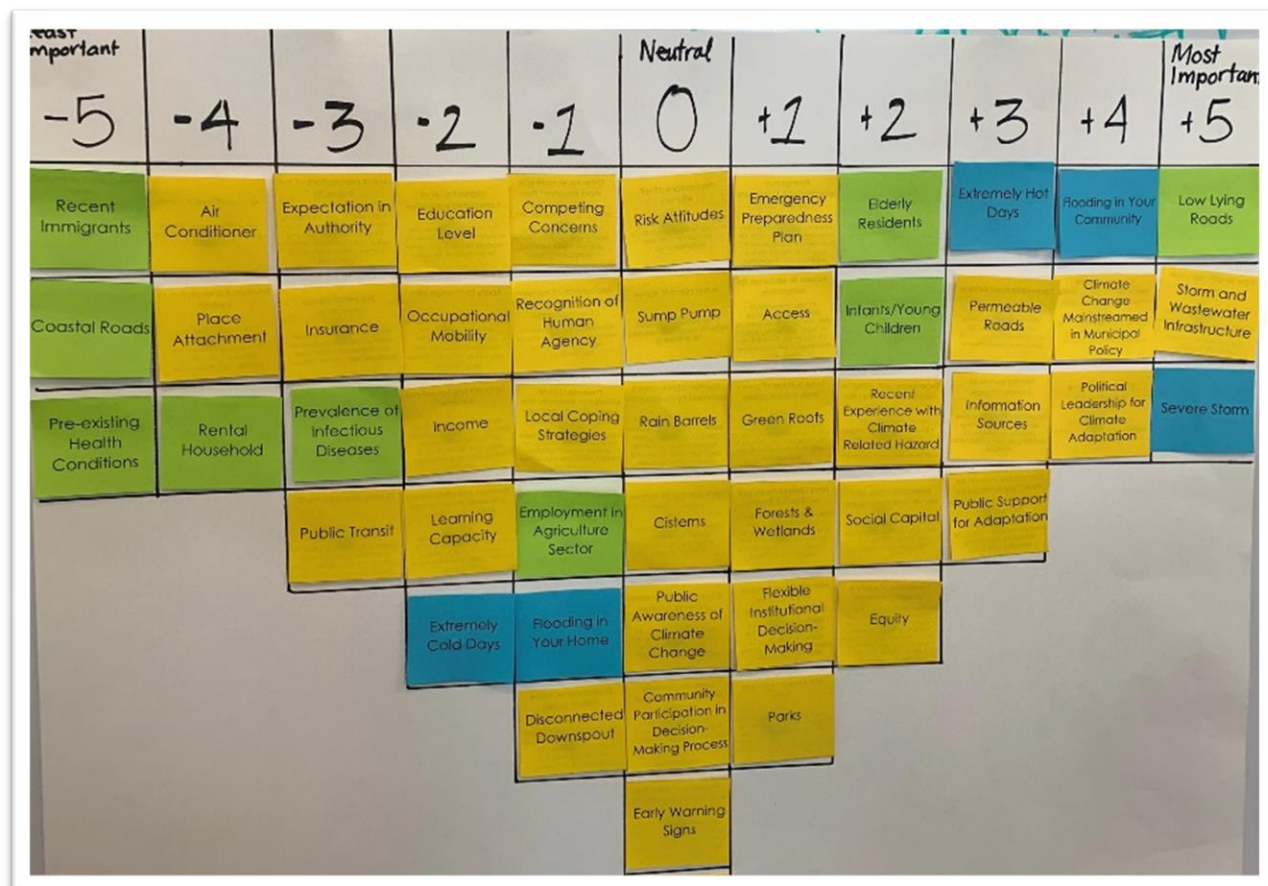 mportant
Neutral
Most
Importan
-5
-4
-3
-2
-1
0
+1
+2
+3
+4
+5
Recent
Immigrants
Air
Conditioner
Expectation in
Authority
Education
Level
Competing
Concerns
Risk Attitudes
Emergency
Preparedness
Plan
Elderly
Residents
Extremely Hot
Days
Flooding in Your
Community
Low Lying
Roads
Coastal Roads
Place
Attachment
Insurance
Occupational
Mobility
Recognition of
Human
Agency
Sump Pump
Access
Infants/Young
Children
Permeable
Roads
Climate
Change
Mainstreamed
in Municipal
Policy
Storm and
Wastewater
Infrastructure
Pre-existing
Health
Conditions
Rental
Household
Prevalence of
Infectious
Diseases
Income
Local Coping
Strategies
Rain Barrels
Green Roots
Recent
Experience with
Climate
Related Hazard
Information
Sources
Political
Leadership for
Climate
Adaptation
Severe Storm
Public Transit
Learning
Capacity
Employment in
Agriculture
Sector
Cisterns
Forests &
Wetlands
Social Capital
Public Support
for Adaptation
Extremely
Cold Days
Flooding in
Your Home
Public
Awareness of
Climate
Change
Flexible
Institutional
Decision-
Making
Equity
Disconnected
Downspout
Community
Participation in
Decision-
Making Process
Parks
Early Warning
Signs